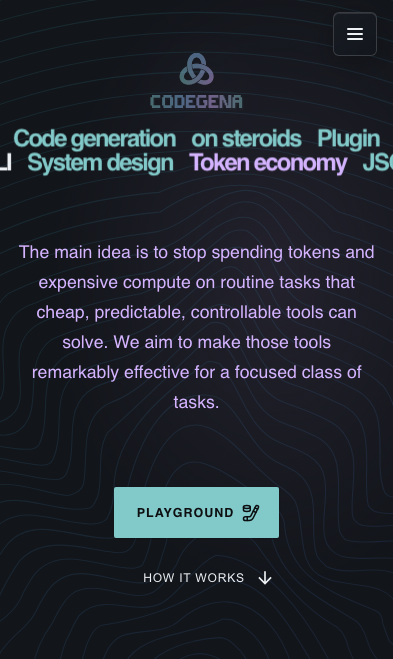 CODEGENA
Code generation on steroids Plugin
LI System design Token economy JSO
The main idea is to stop spending tokens and
expensive compute on routine tasks that
cheap, predictable, controllable tools can
solve. We aim to make those tools
remarkably effective for a focused class of
tasks.
PLAYGROUND
HOW IT WORKS